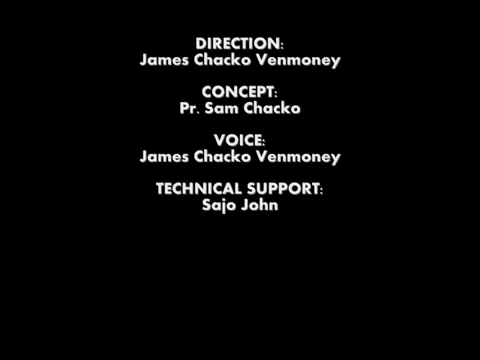 DIRECTION:
James Chacko Venmoney
CONCEPT:
Pr. Sam Chacko
VOICE:
James Chacko Venmoney
TECHNICAL SUPPORT:
Sajo John